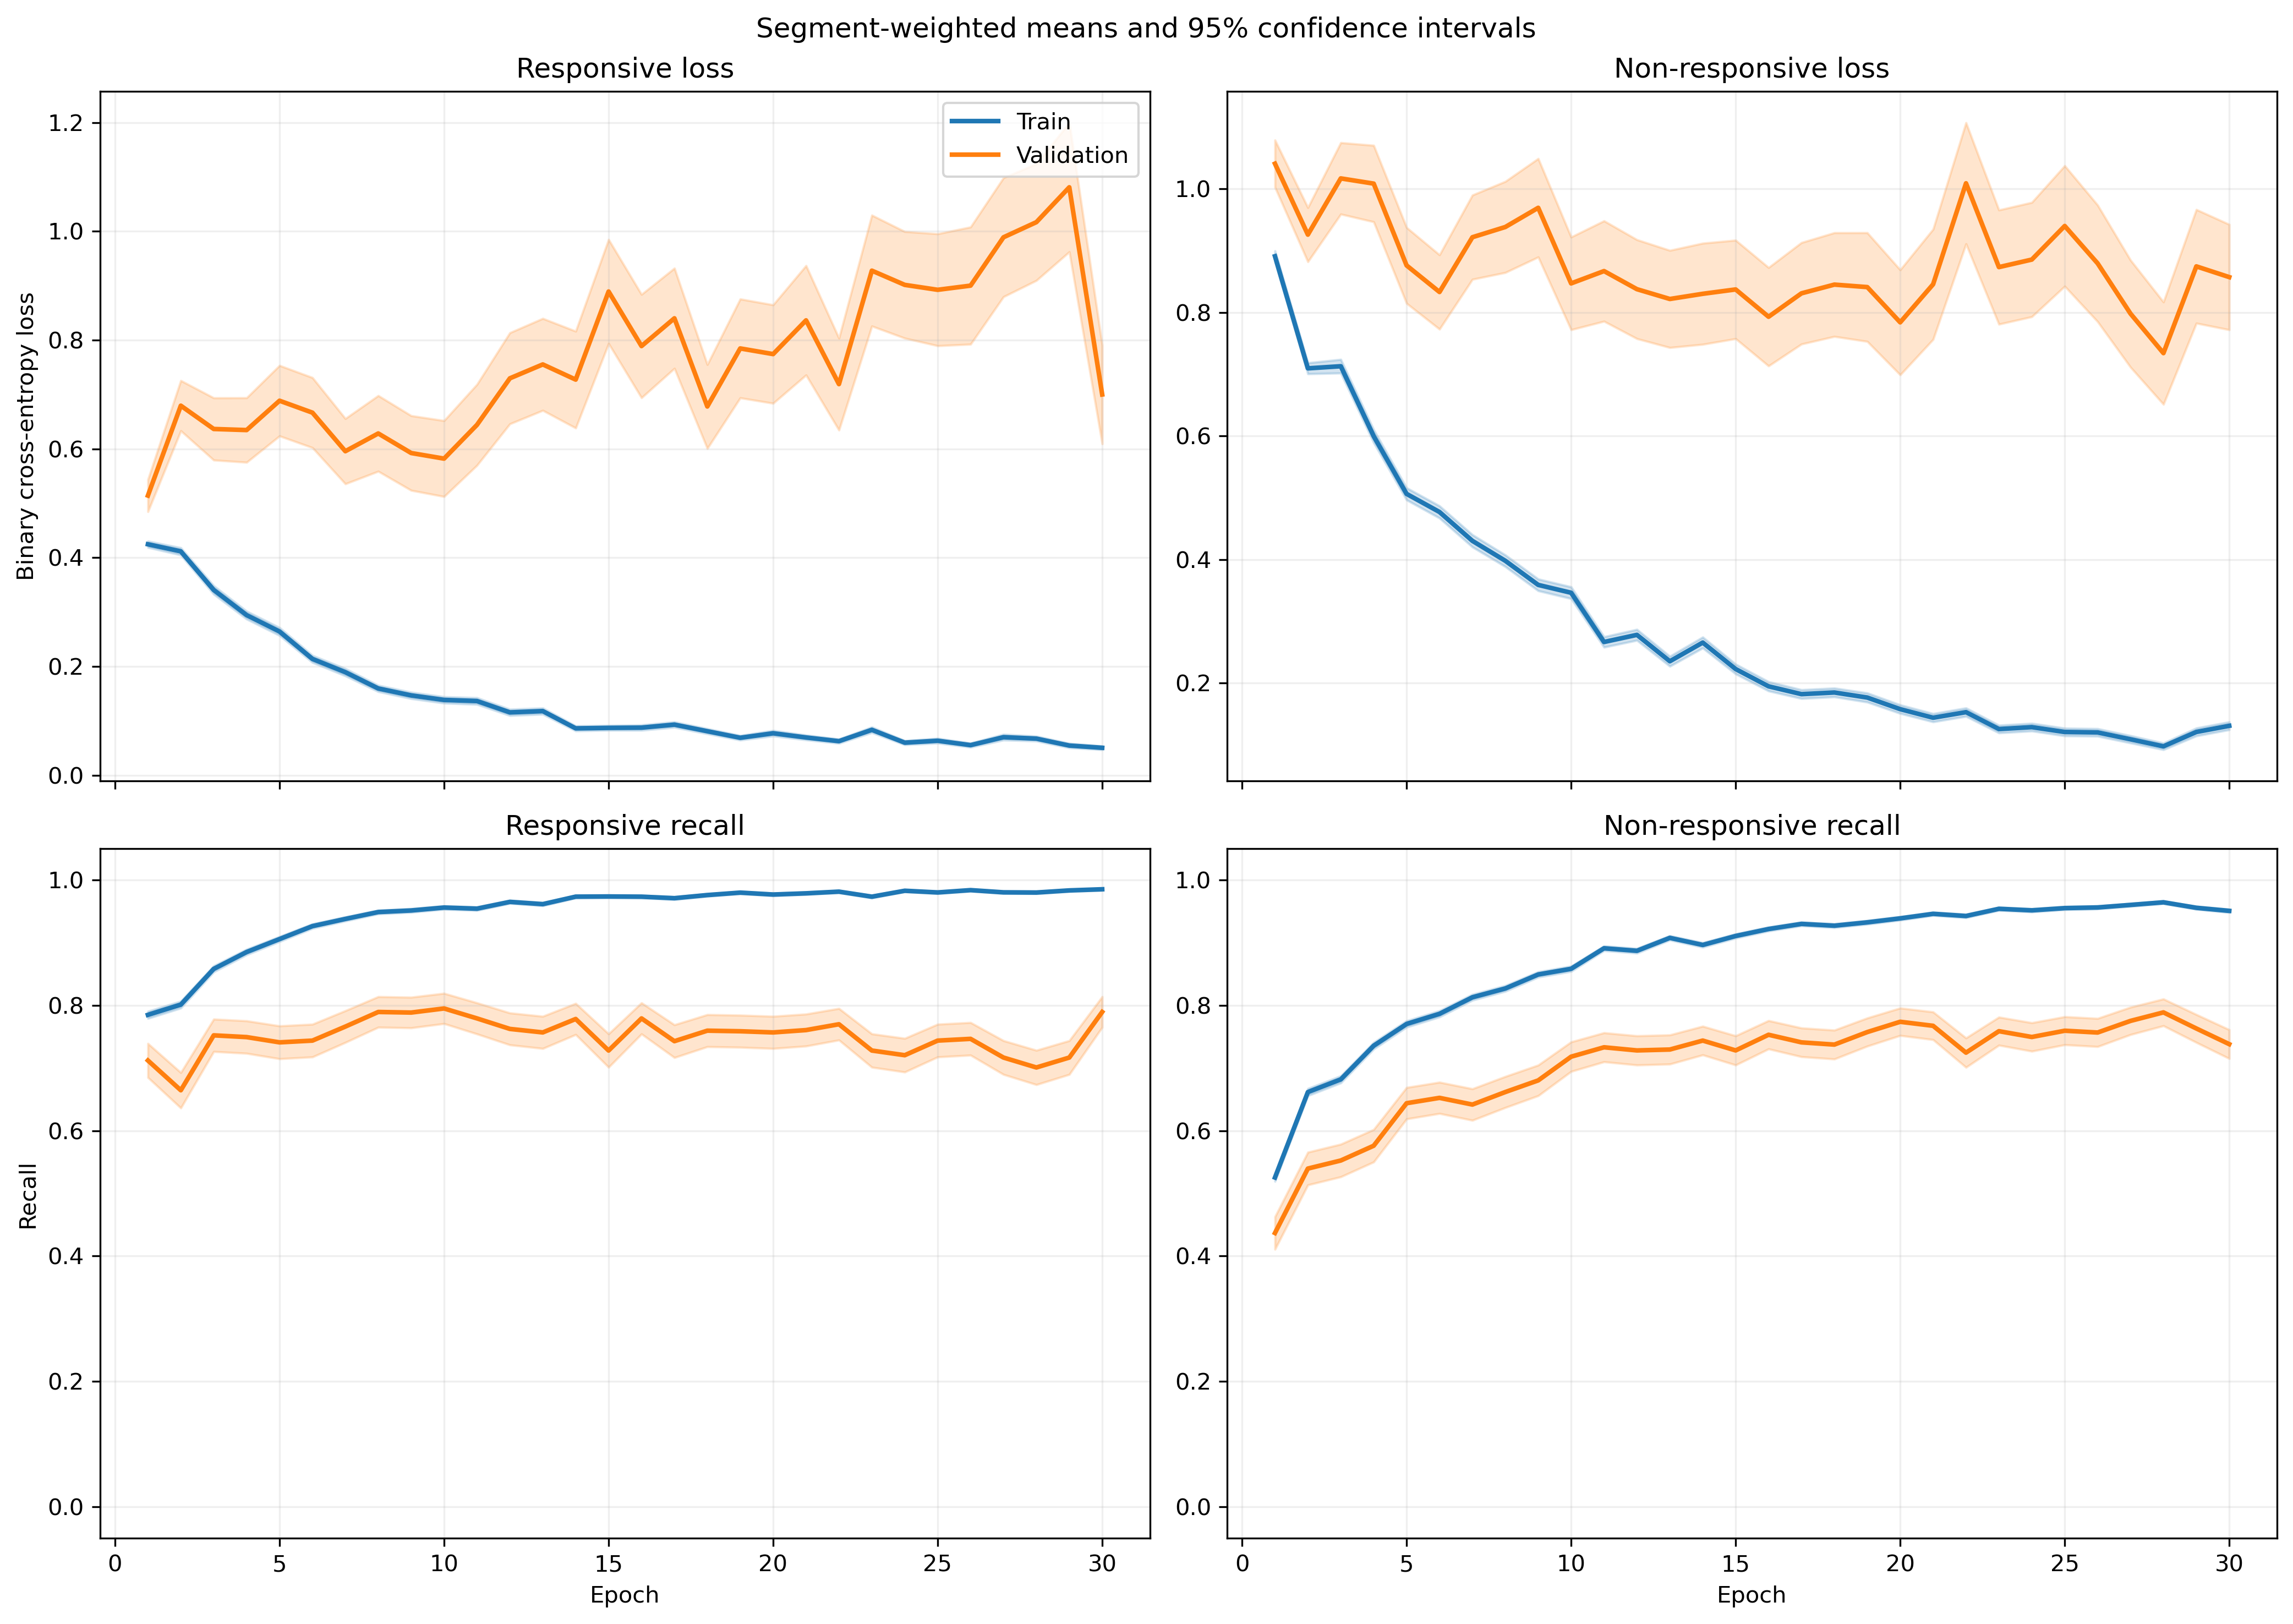 Segment-weighted means and 95% confidence intervals
Responsive loss
Non-responsive loss
Train
Validation
Binary cross-entropy loss
1.2
1.0
0.8
0.6
0.4
0.2
0.0
1.0
0.8
0.6
0.4
0.2
Responsive recall
Non-responsive recall
Recall
1.0
0.8
0.6
0.4
0.2
0.0
0 5 10 15 20 25 30
Epoch
1.0
0.8
0.6
0.4
0.2
0.0
0 5 10 15 20 25 30
Epoch